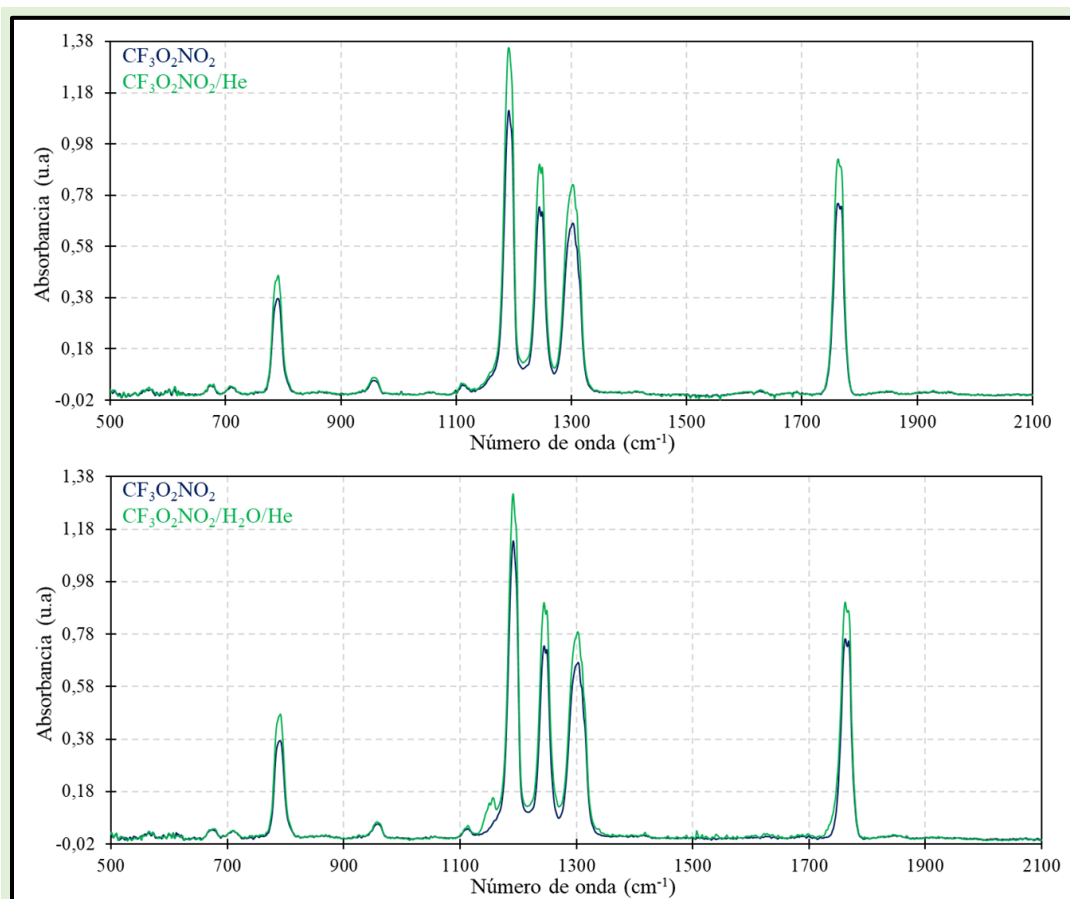 1,38
CF₃O₂NO₂
CF₃O₂NO₂/He
1,18
0,98
0,78
0,58
0,38
0,18
-0,02
Absorbancia (u.a)
500 700 900 1100 1300 1500 1700 1900 2100
Número de onda (cm⁻¹)
1,38
CF₃O₂NO₂
CF₃O₂NO₂/H₂O/He
1,18
0,98
0,78
0,58
0,38
0,18
-0,02
Absorbancia (u.a)
500 700 900 1100 1300 1500 1700 1900 2100
Número de onda (cm⁻¹)